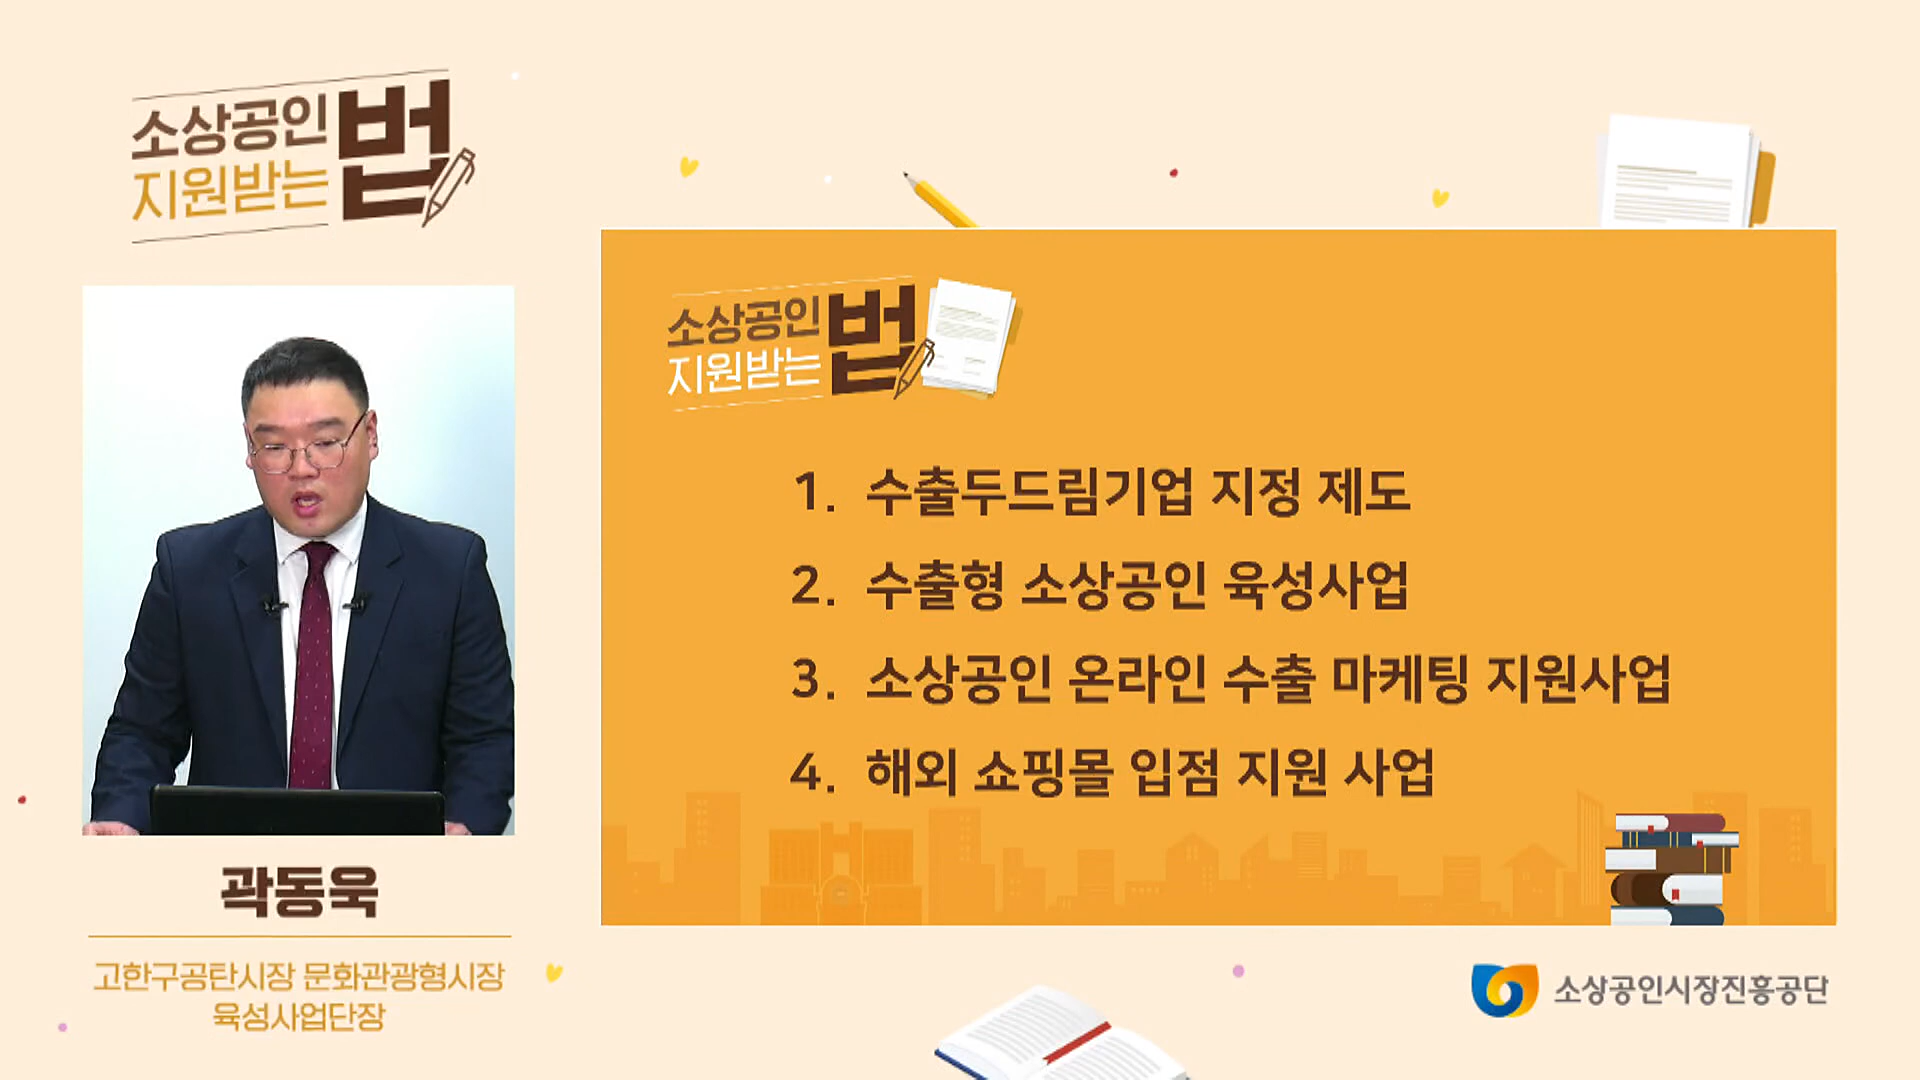 소상공인
지원받는
법
소상공인
지원받는
법
1. 수출두드림기업 지정 제도
2. 수출형 소상공인 육성사업
3. 소상공인 온라인 수출 마케팅 지원사업
4. 해외 쇼핑몰 입점 지원 사업
곽동욱
고한구공탄시장 문화관광형시장
육성사업단장
소상공인시장진흥공단